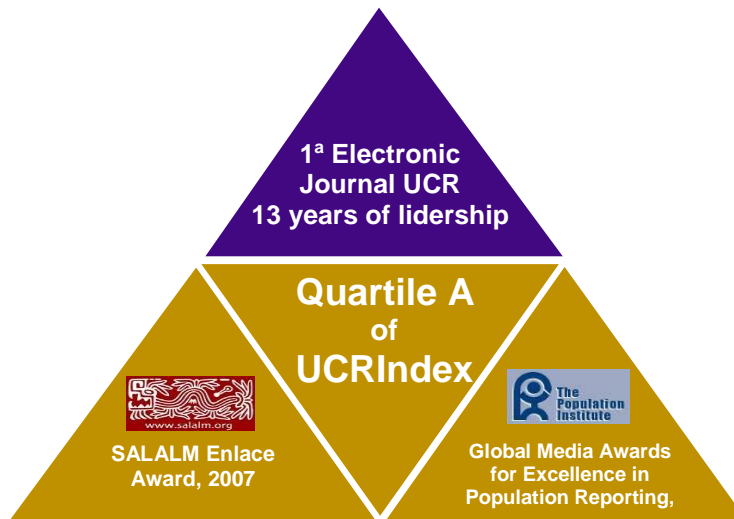 1ª Electronic
Journal UCR
13 years of lidership
Quartile A
of
UCRIndex
www.salalm.org
SALALM Enlace
Award, 2007
The
Population
Institute
Global Media Awards
for Excellence in
Population Reporting,